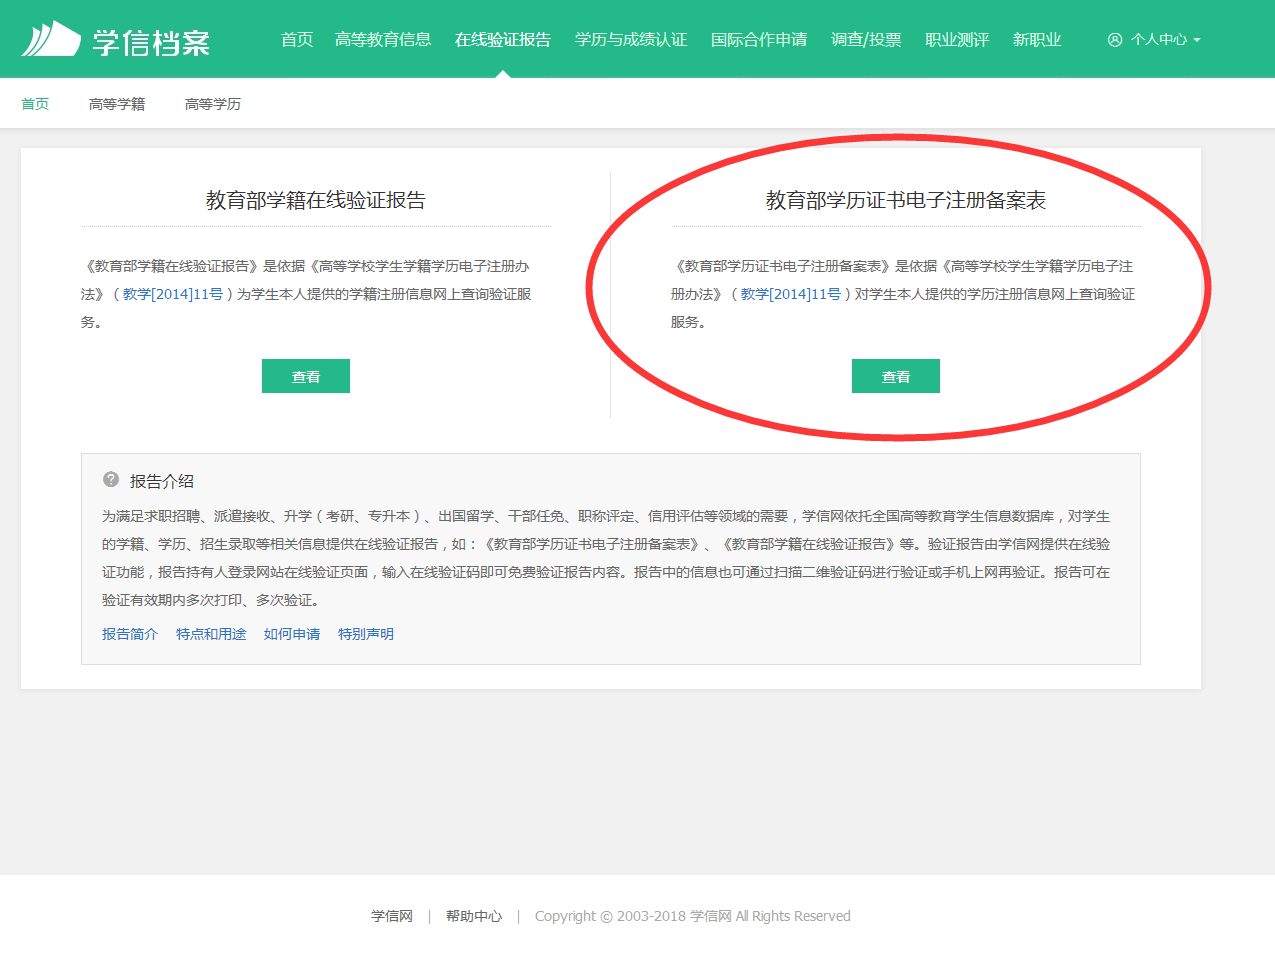 学信档案
首页 高等教育信息 在线验证报告 学历与成绩认证 国际合作申请 调查/投票 职业测评 新职业 个人中心
首页 高等学籍 高等学历
教育部学籍在线验证报告
《教育部学籍在线验证报告》是依据《高等学校学生学籍学历电子注册办
法》（教学[2014]11号）为学生本人提供的学籍注册信息网上查询验证服
务。
查看
教育部学历证书电子注册备案表
《教育部学历证书电子注册备案表》是依据《高等学校学生学籍学历电子注
册办法》（教学[2014]11号）对学生本人提供的学历注册信息网上查询验证
服务。
查看
? 报告介绍
为满足求职招聘、派遣接收、升学（考研、专升本）、出国留学、干部任免、职称评定、信用评估等领域的需要，学信网依托全国高等教育学生信息数据库，对学生
的学籍、学历、招生录取等相关信息提供在线验证报告，如：《教育部学历证书电子注册备案表》、《教育部学籍在线验证报告》等。验证报告由学信网提供在线验
证功能，报告持有人登录网站在线验证页面，输入在线验证码即可免费验证报告内容。报告中的信息也可通过扫描二维验证码进行验证或手机上网再验证。报告可在
验证有效期内多次打印、多次验证。
报告简介 特点和用途 如何申请 特别声明
学信网 | 帮助中心 | Copyright © 2003-2018 学信网 All Rights Reserved